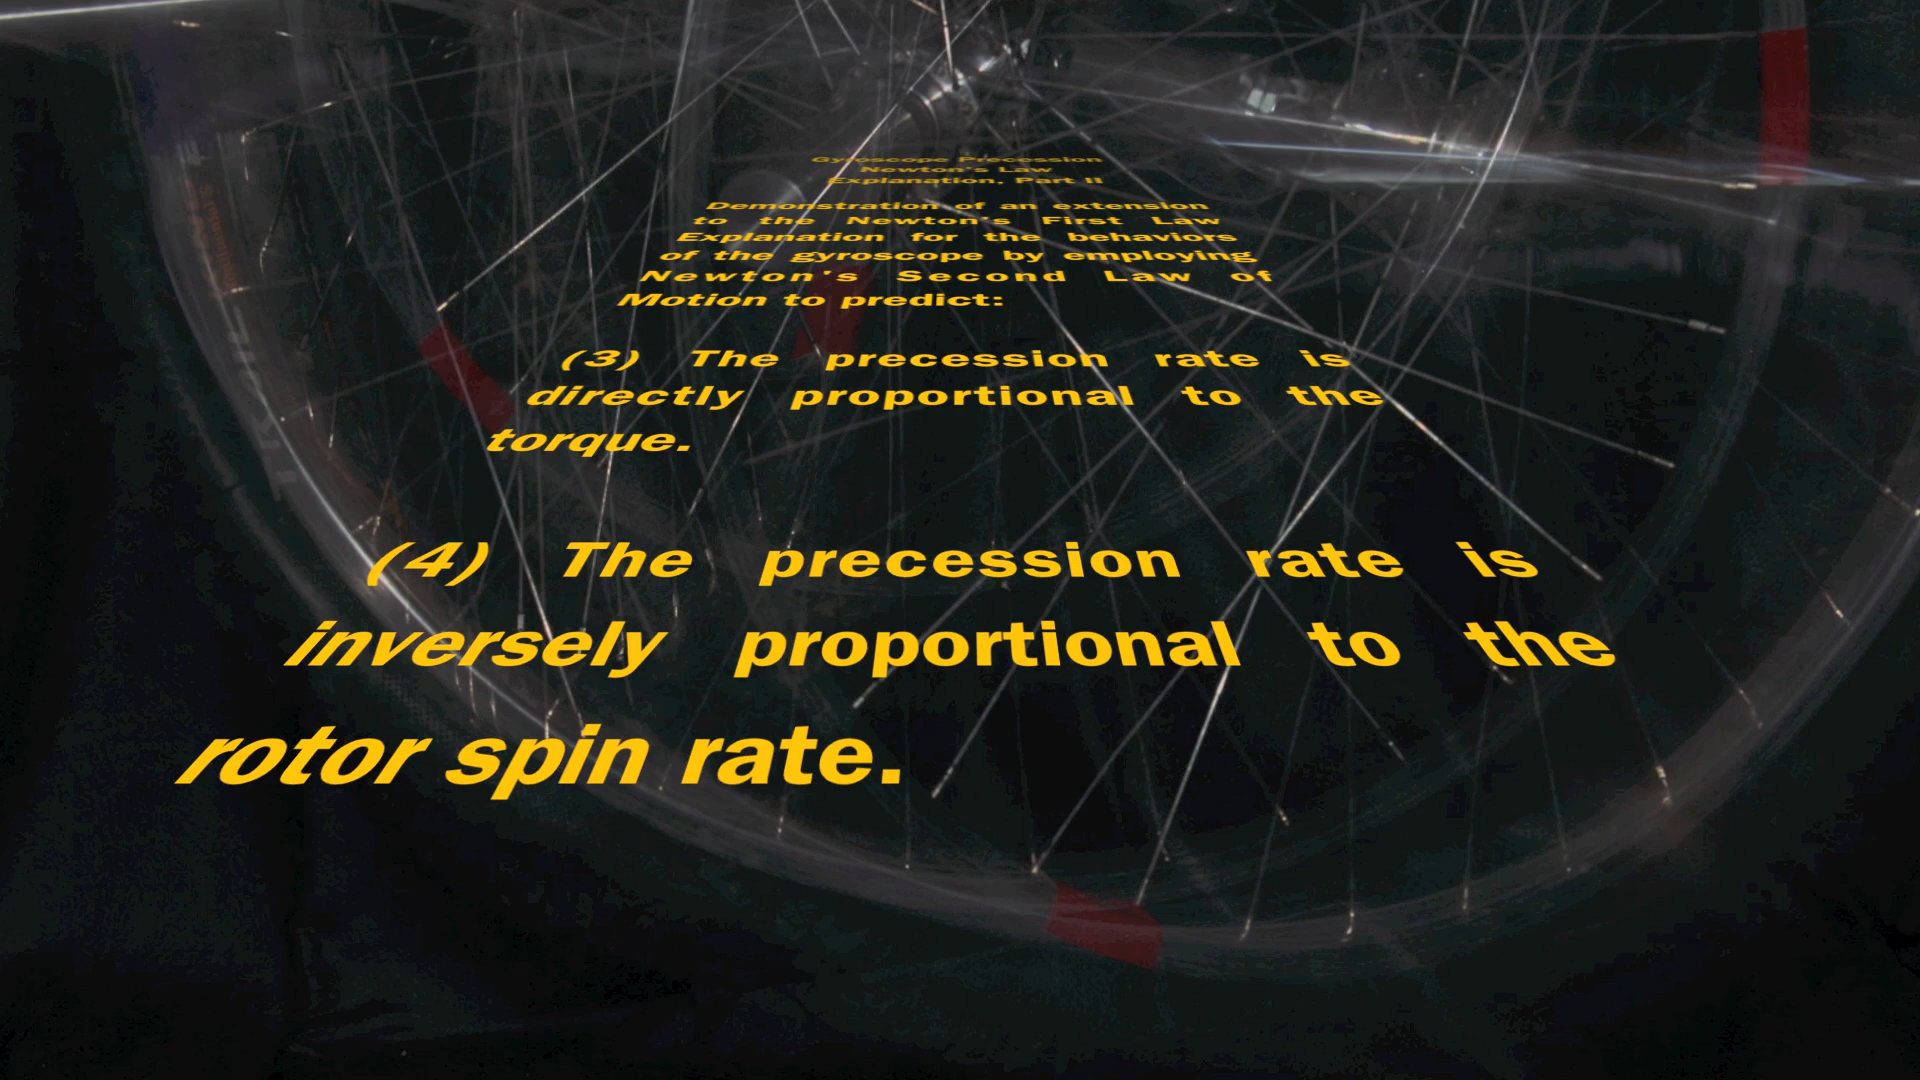 Gyroscope Precession
Newton's Law
Explanation, Part II
Demonstration of an extension
to the Newton's First Law
Explanation for the behaviors
of the gyroscope by employing
Newton's Second Law of
Motion to predict:
(3) The precession rate is
directly proportional to the
torque.
(4) The precession rate is
inversely proportional to the
rotor spin rate.